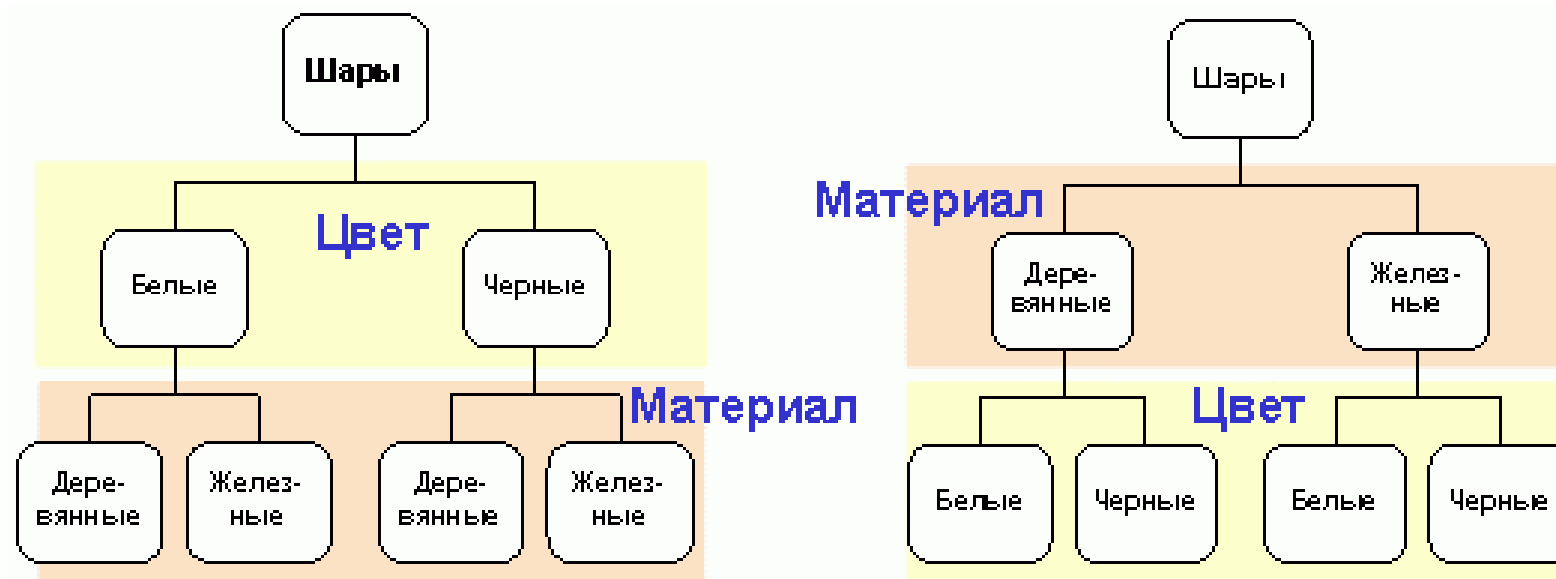 Шары
Цвет
Белые
Черные
Материал
Дере-
вянные
Желез-
ные
Дере-
вянные
Желез-
ные
Шары
Материал
Дере-
вянные
Желез-
ные
Цвет
Белые
Черные
Белые
Черные